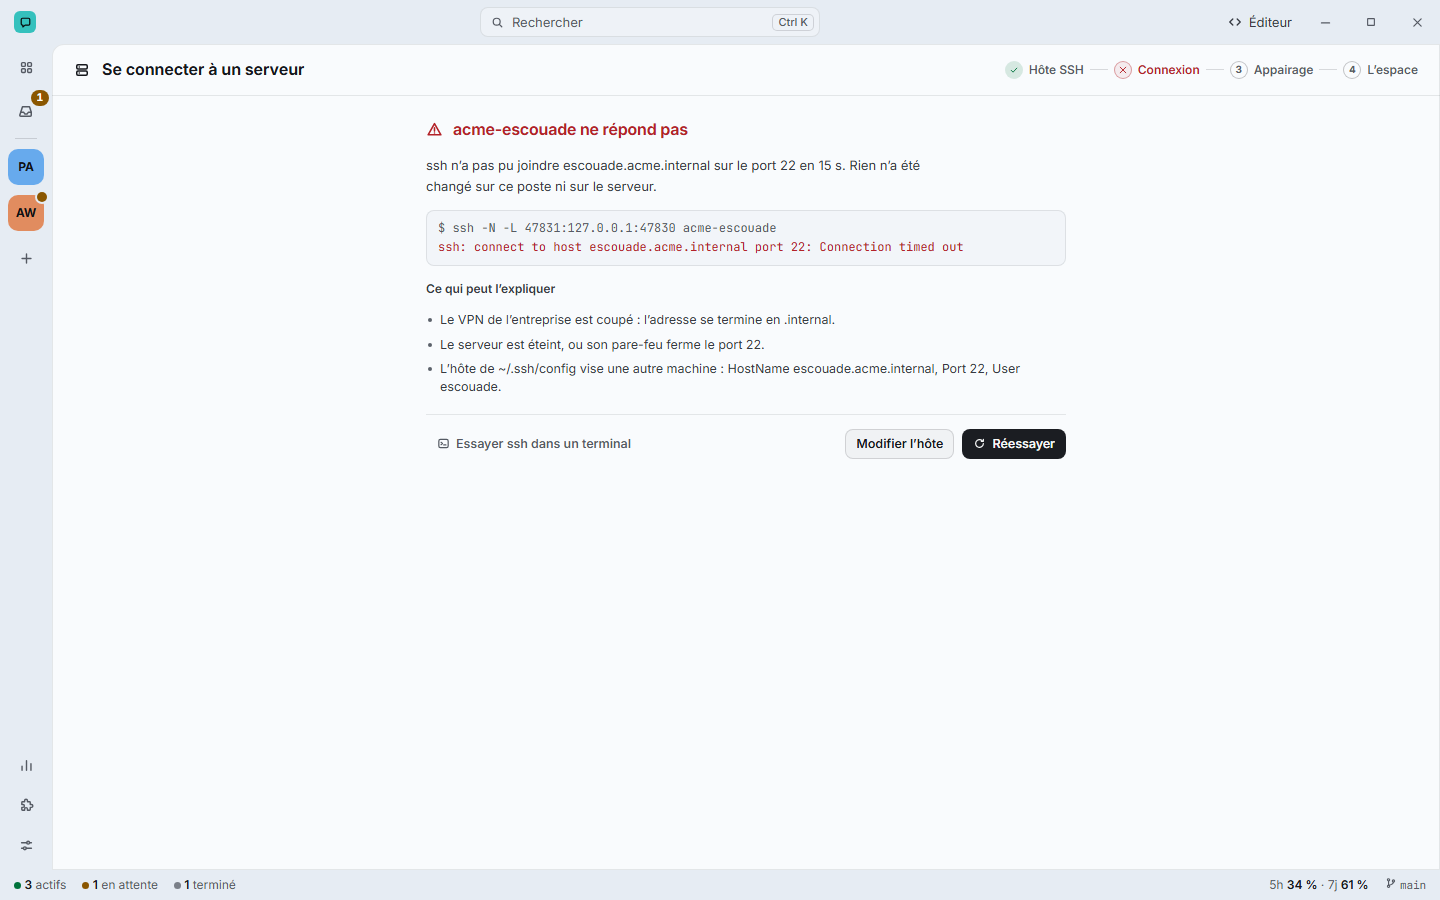 Rechercher
Ctrl K
Éditeur
Se connecter à un serveur
Hôte SSH
Connexion
3 Appairage
4 L’espace
1
PA
AW
acme-escouade ne répond pas
ssh n’a pas pu joindre escouade.acme.internal sur le port 22 en 15 s. Rien n’a été
changé sur ce poste ni sur le serveur.
$ ssh -N -L 47831:127.0.0.1:47830 acme-escouade
ssh: connect to host escouade.acme.internal port 22: Connection timed out
Ce qui peut l’expliquer
• Le VPN de l’entreprise est coupé : l’adresse se termine en .internal.
• Le serveur est éteint, ou son pare-feu ferme le port 22.
• L’hôte de ~/.ssh/config vise une autre machine : HostName escouade.acme.internal, Port 22, User
escouade.
Essayer ssh dans un terminal
Modifier l’hôte
Réessayer
3 actifs
1 en attente
1 terminé
5h 34 % · 7j 61 %
main